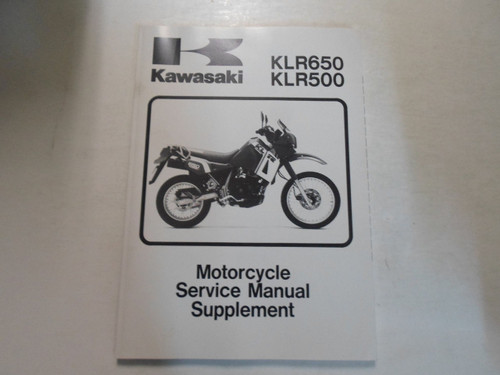 Kawasaki
KLR650
KLR500
Motorcycle
Service Manual
Supplement